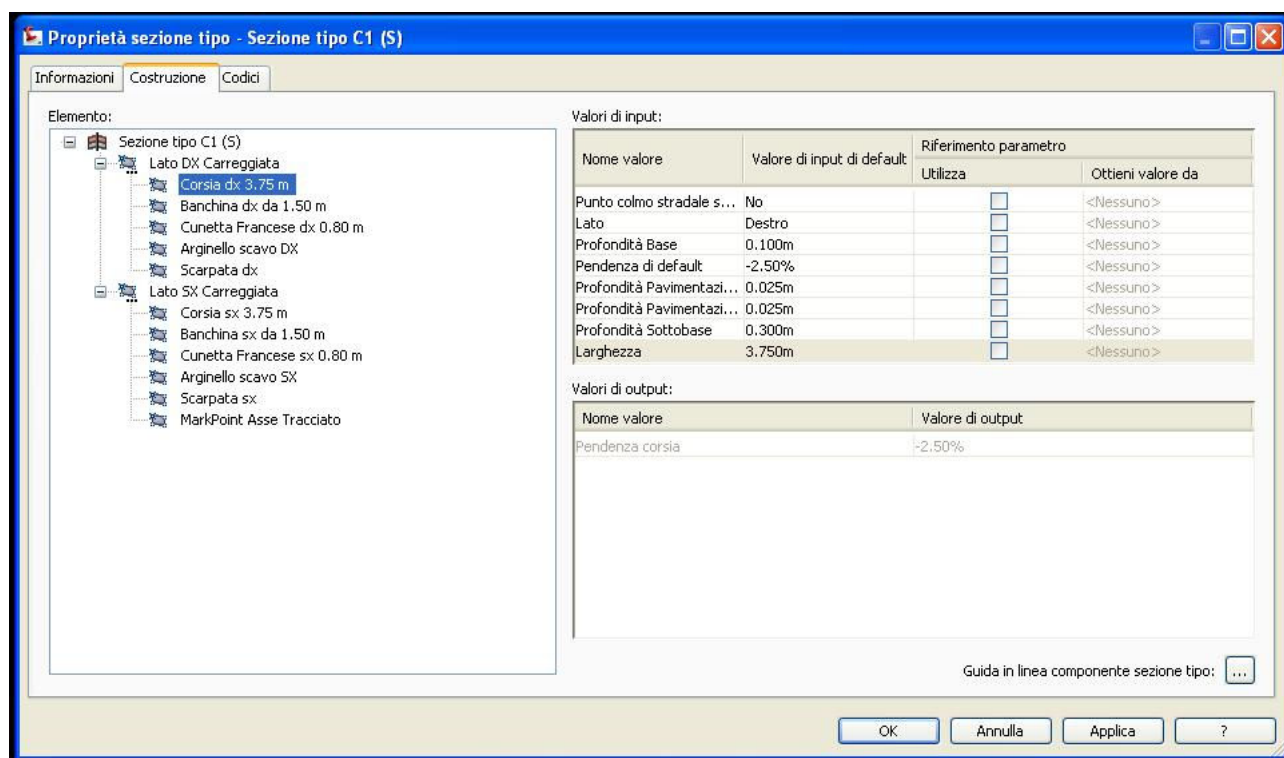 Proprietà sezione tipo - Sezione tipo C1 (S)
Informazioni Costruzione Codici
Elemento:
Sezione tipo C1 (S)
Lato DX Carreggiata
Corsia dx 3.75 m
Banchina dx da 1.50 m
Cunetta Francese dx 0.80 m
Arginello scavo DX
Scarpata dx
Lato SX Carreggiata
Corsia sx 3.75 m
Banchina sx da 1.50 m
Cunetta Francese sx 0.80 m
Arginello scavo SX
Scarpata sx
MarkPoint Asse Tracciato
Valori di input:
Riferimento parametro
Nome valore Valore di input di default Utilizza Ottieni valore da
Punto colmo stradale s... No <Nessuno>
Lato Destro <Nessuno>
Profondità Base 0.100m <Nessuno>
Pendenza di default -2.50% <Nessuno>
Profondità Pavimentazi... 0.025m <Nessuno>
Profondità Pavimentazi... 0.025m <Nessuno>
Profondità Sottobase 0.300m <Nessuno>
Larghezza 3.750m <Nessuno>
Valori di output:
Nome valore Valore di output
Pendenza corsia -2.50%
Guida in linea componente sezione tipo: ...
OK Annulla Applica ?